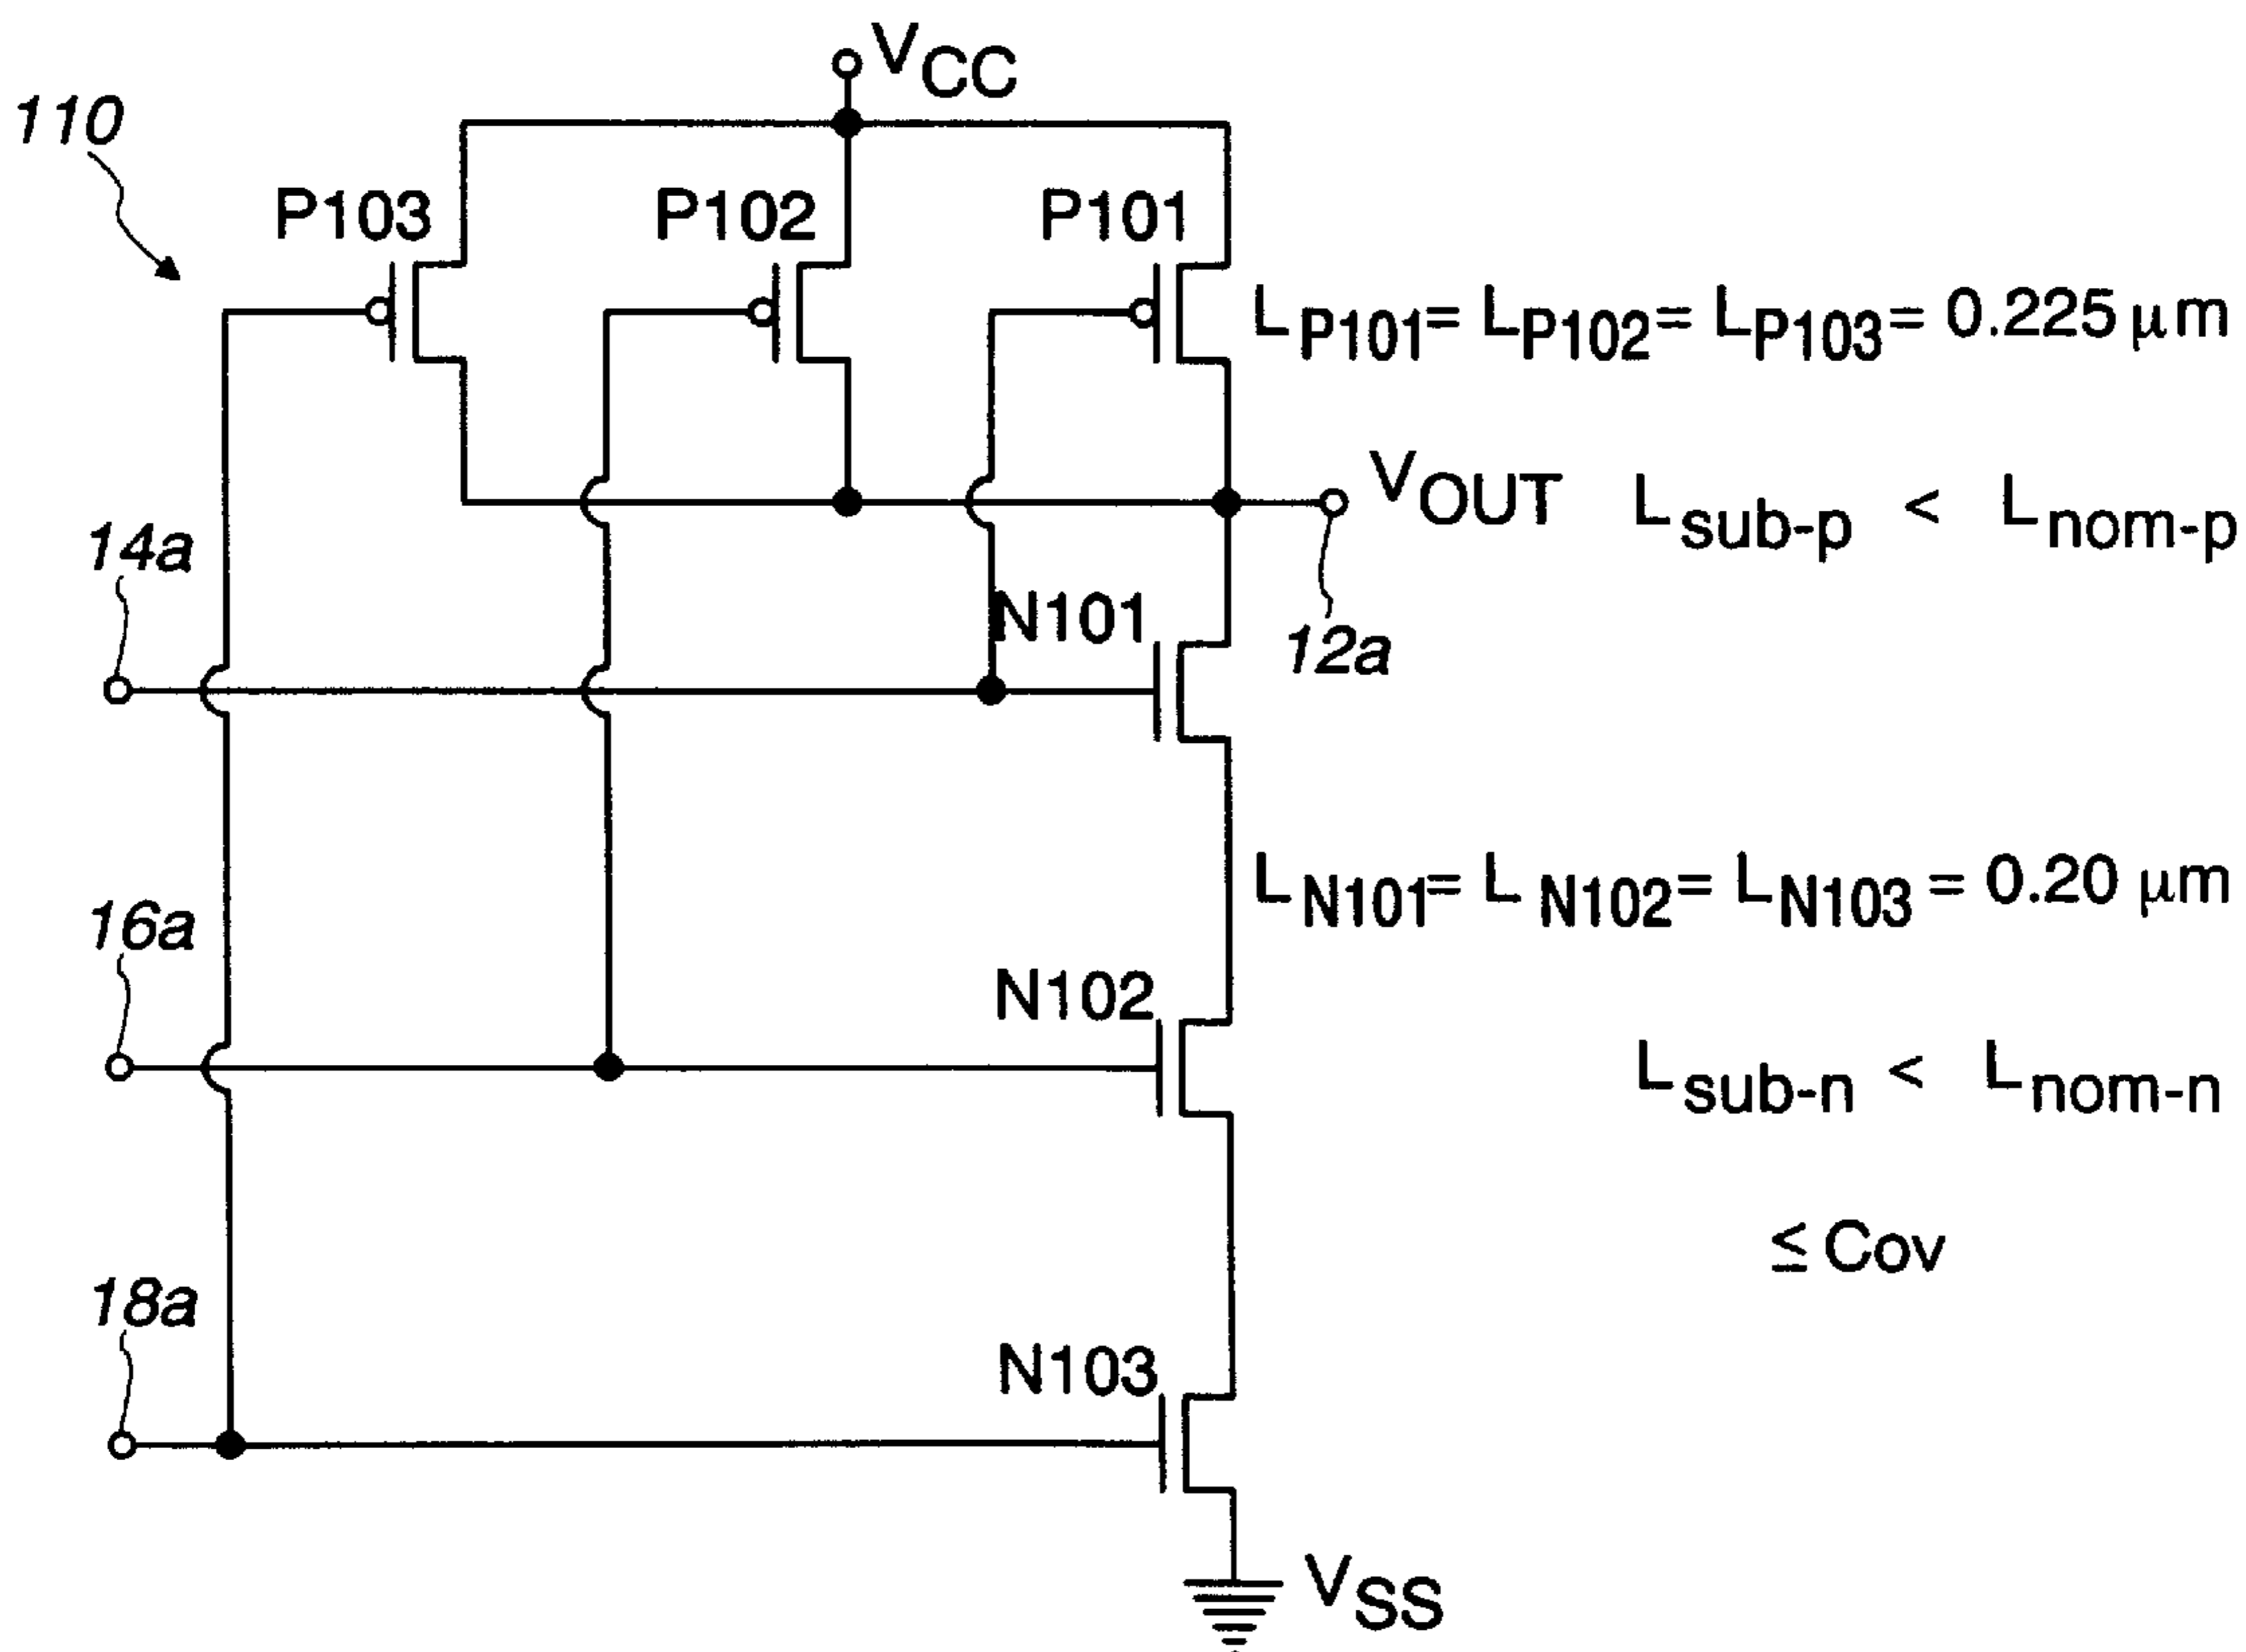 VCC
110
P103
P102
P101
LP101= LP102= LP103= 0.225 μm
VOUT
Lsub-p < Lnom-p
14a
N101
12a
LN101= L N102= LN103 = 0.20 μm
16a
N102
Lsub-n < Lnom-n
≤ Cov
18a
N103
VSS